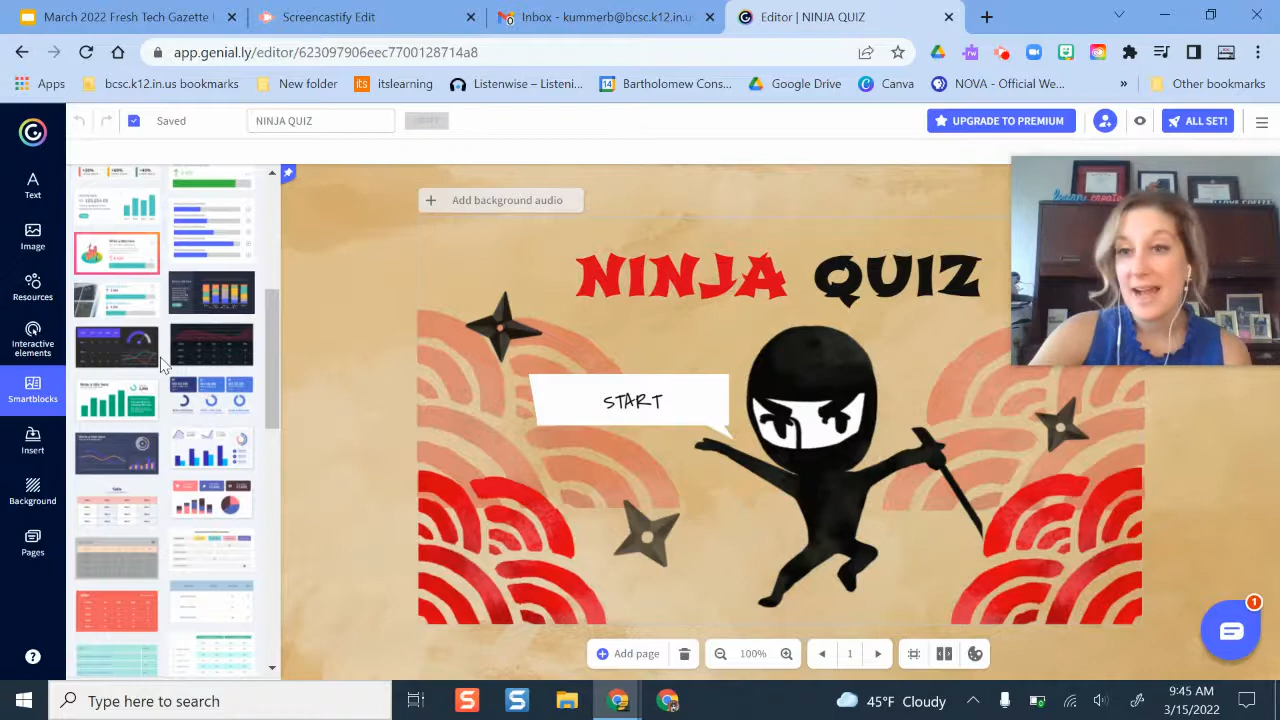 March 2022 Fresh Tech Gazette
Screencastify Edit
Inbox - kummerb@bcsc.k12.in.u
Editor | NINJA QUIZ
app.genial.ly/editor/623097906eec7700128714a8
Apps
bcsc.k12.in.us bookmarks
New folder
its
itslearning
Listenwise – Listeni...
14
Bartholomew Cons...
Google Drive
Canva
NOVA - Official We...
»
Other bookmarks
Saved
NINJA QUIZ
UPGRADE TO PREMIUM
ALL SET!
Text
Image
Resources
Interactive elements
Smartblocks
Insert
Background
Pages
Add background audio
NINJA QUIZ
START
Add page
100%
1
1
Type here to search
45°F Cloudy
9:45 AM
3/15/2022